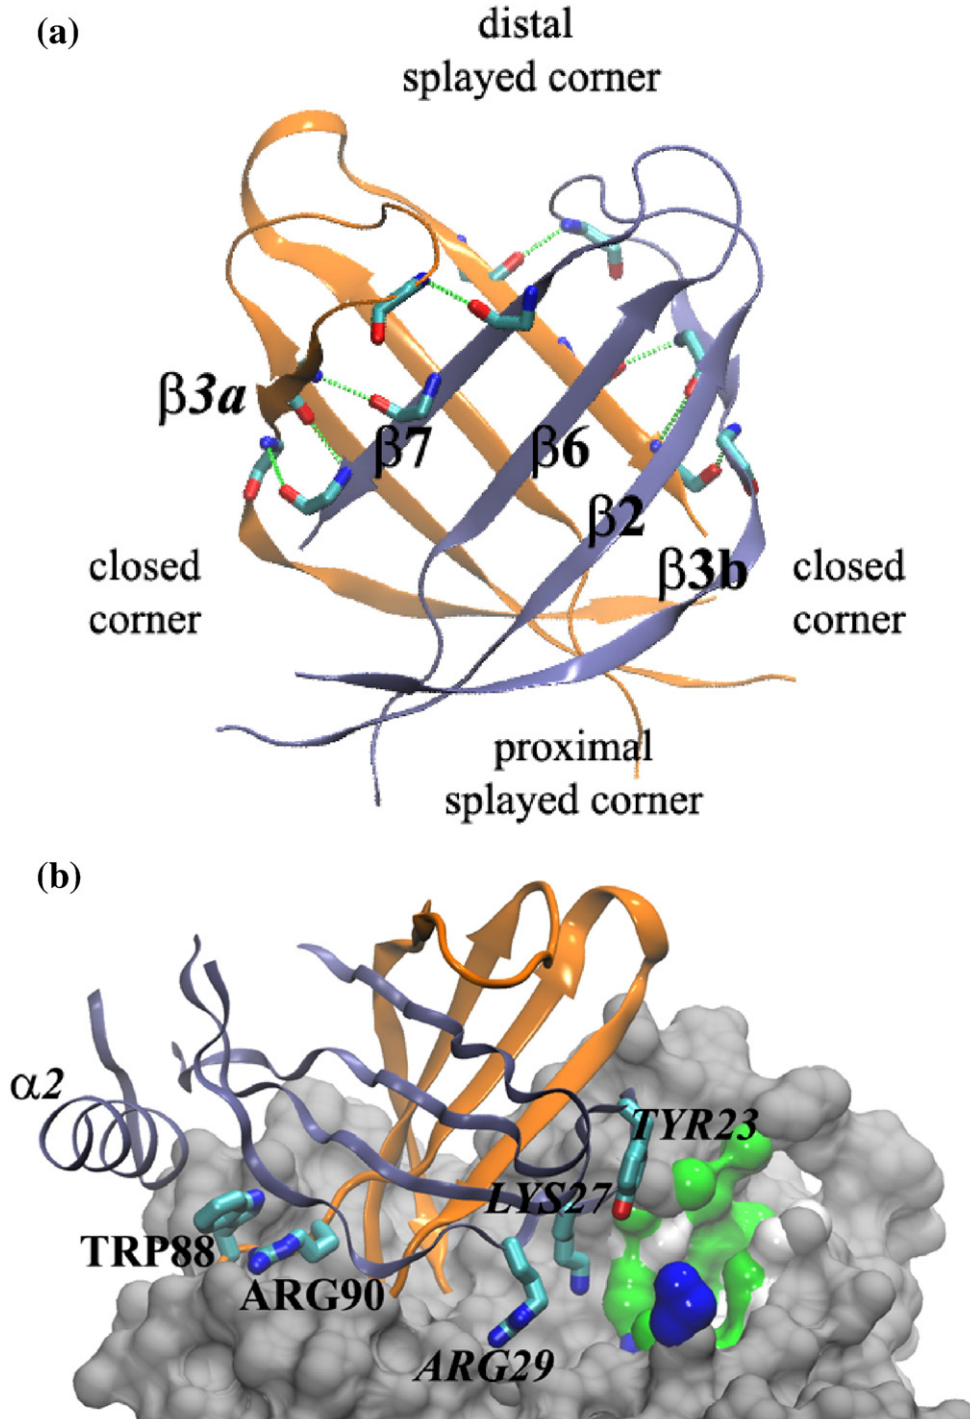 (a)
distal
splayed corner
β3a
β7
β6
β2
β3b
closed
corner
closed
corner
proximal
splayed corner
(b)
α2
TYR23
LYS27
TRP88
ARG90
ARG29